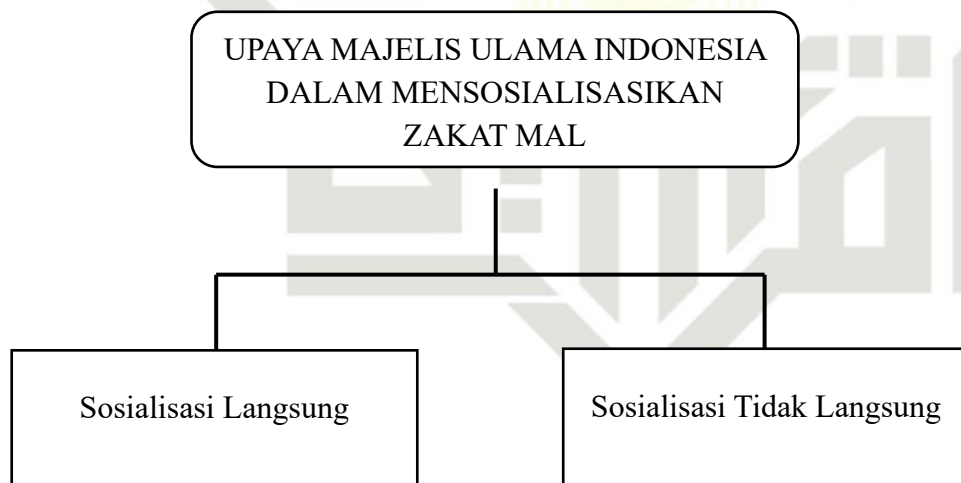 UPAYA MAJELIS ULAMA INDONESIA
DALAM MENSOSIALISASIKAN
ZAKAT MAL
Sosialisasi Langsung
Sosialisasi Tidak Langsung